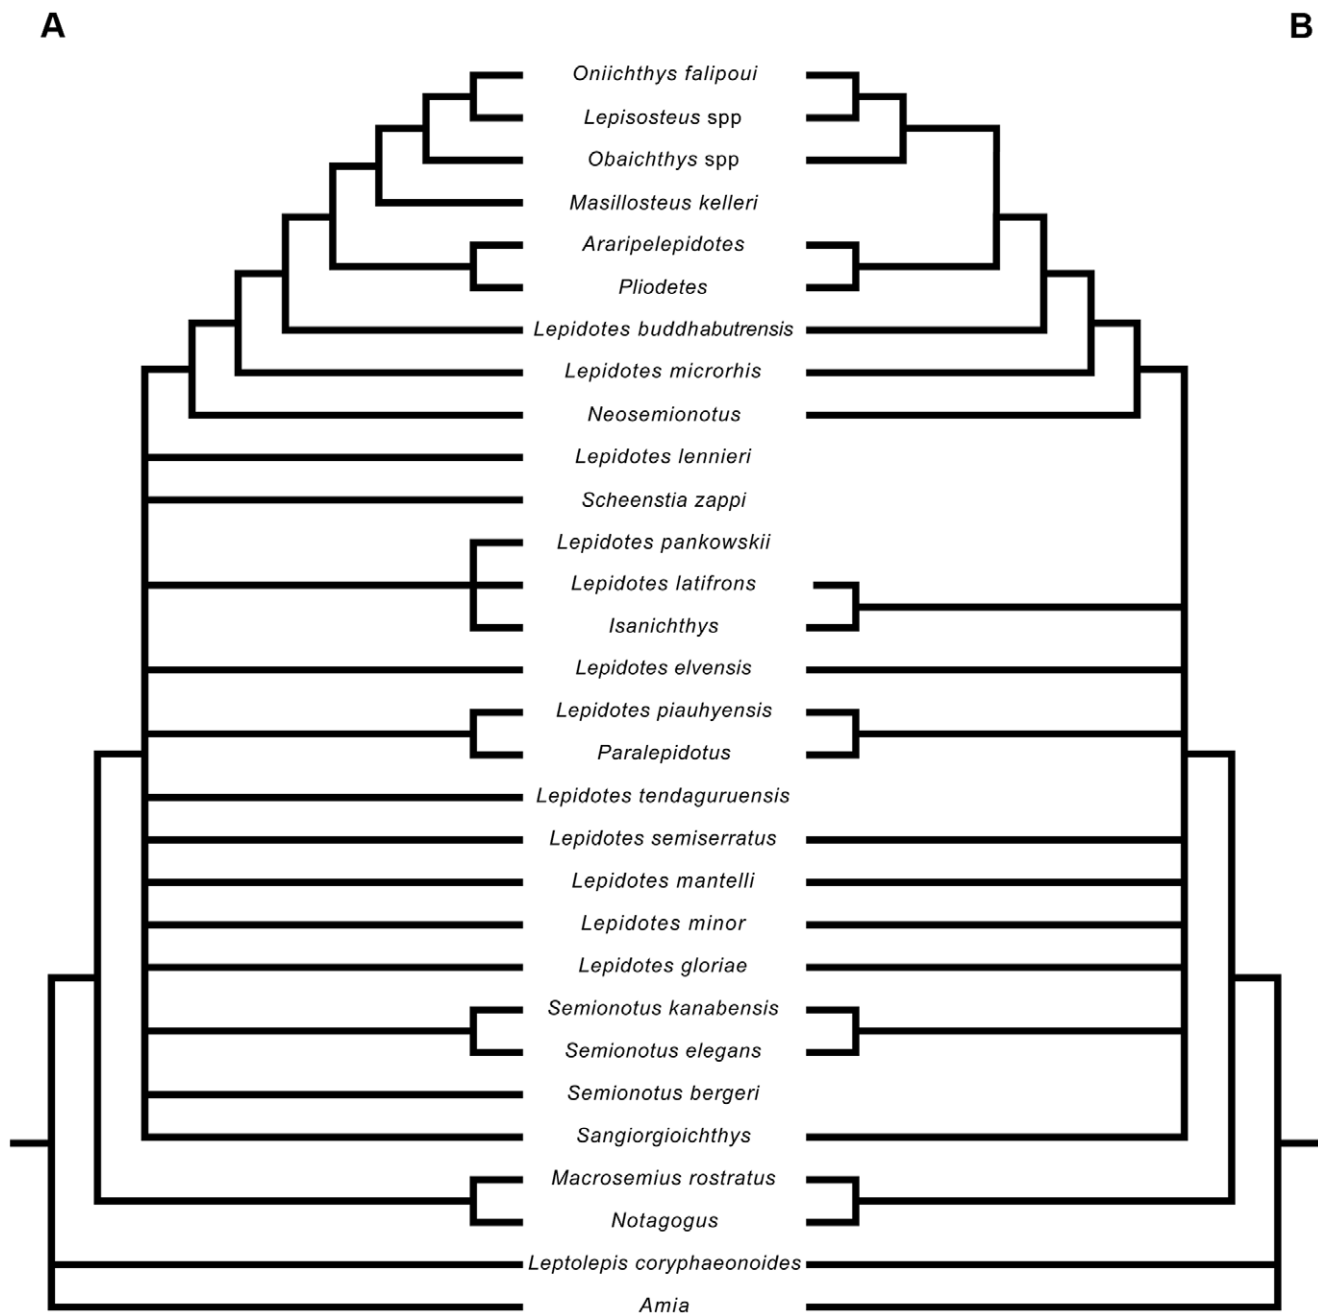 A
B
Oniichthys falipoui
Lepisosteus spp
Obaichthys spp
Masillosteus kelleri
Araripelepidotes
Pliodetes
Lepidotes buddhabutrensis
Lepidotes microrhis
Neosemionotus
Lepidotes lennieri
Scheenstia zappi
Lepidotes pankowskii
Lepidotes latifrons
Isanichthys
Lepidotes elvensis
Lepidotes piauhyensis
Paralepidotus
Lepidotes tendaguruensis
Lepidotes semiserratus
Lepidotes mantelli
Lepidotes minor
Lepidotes gloriae
Semionotus kanabensis
Semionotus elegans
Semionotus bergeri
Sangiorgioichthys
Macrosemius rostratus
Notagogus
Leptolepis coryphaeonoides
Amia